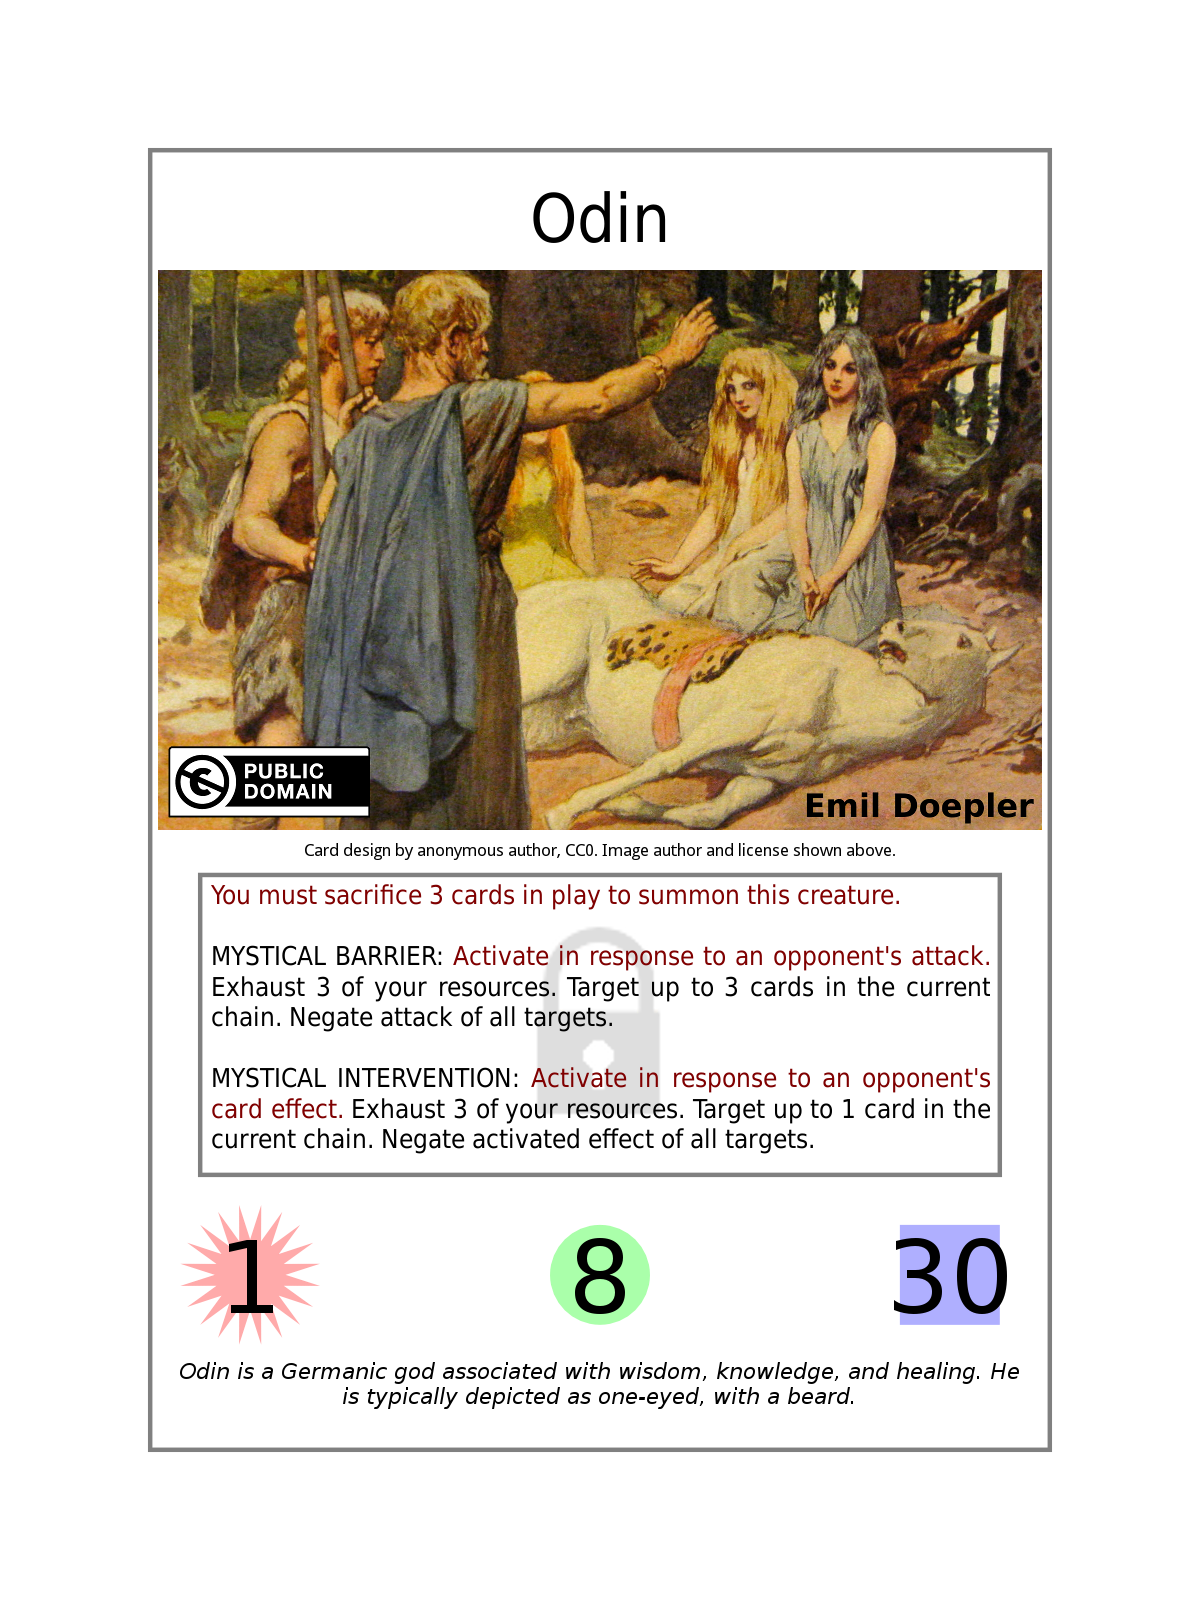 Odin
PUBLIC
DOMAIN
Emil Doepler
Card design by anonymous author, CC0. Image author and license shown above.
You must sacrifice 3 cards in play to summon this creature.
MYSTICAL BARRIER: Activate in response to an opponent's attack.
Exhaust 3 of your resources. Target up to 3 cards in the current
chain. Negate attack of all targets.
MYSTICAL INTERVENTION: Activate in response to an opponent's
card effect. Exhaust 3 of your resources. Target up to 1 card in the
current chain. Negate activated effect of all targets.
1 8 30
Odin is a Germanic god associated with wisdom, knowledge, and healing. He
is typically depicted as one-eyed, with a beard.